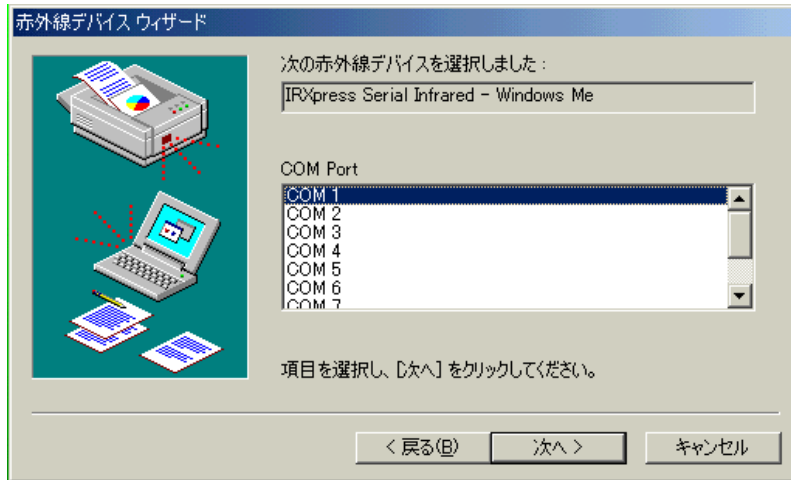 赤外線デバイス ウィザード
次の赤外線デバイスを選択しました :
IRXpress Serial Infrared - Windows Me
COM Port
COM 1
COM 2
COM 3
COM 4
COM 5
COM 6
COM 7
項目を選択し、[次へ] をクリックしてください。
< 戻る(B)
次へ >
キャンセル